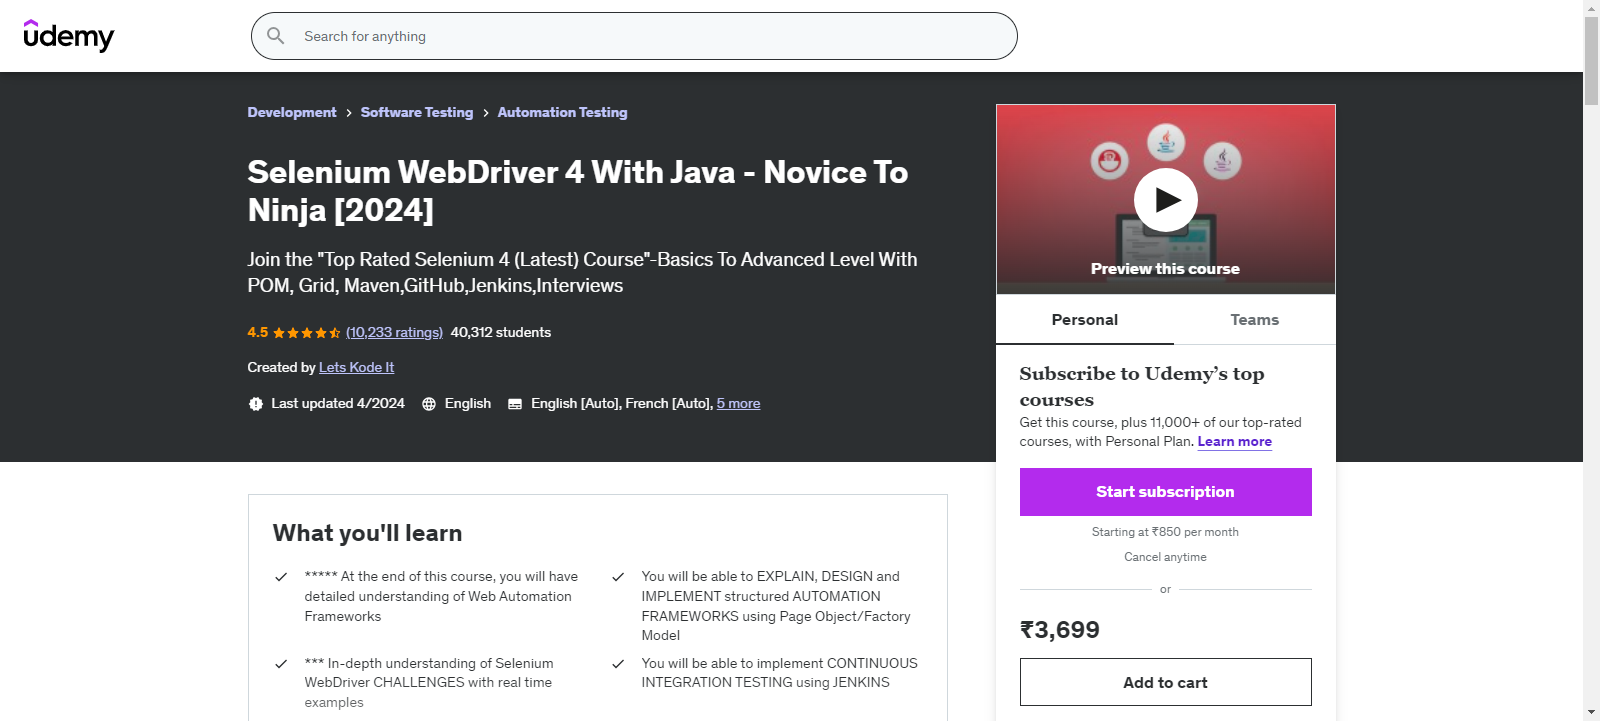 udemy
Search for anything
Development > Software Testing > Automation Testing
Selenium WebDriver 4 With Java - Novice To
Ninja [2024]
Join the "Top Rated Selenium 4 (Latest) Course"-Basics To Advanced Level With
POM, Grid, Maven,GitHub,Jenkins,Interviews
4.5 (10,233 ratings) 40,312 students
Created by Lets Kode It
Last updated 4/2024 English English [Auto], French [Auto], 5 more
Preview this course
Personal Teams
Subscribe to Udemy’s top
courses
Get this course, plus 11,000+ of our top-rated
courses, with Personal Plan. Learn more
Start subscription
Starting at ₹850 per month
Cancel anytime
or
₹3,699
Add to cart
What you'll learn
***** At the end of this course, you will have
detailed understanding of Web Automation
Frameworks
You will be able to EXPLAIN, DESIGN and
IMPLEMENT structured AUTOMATION
FRAMEWORKS using Page Object/Factory
Model
*** In-depth understanding of Selenium
WebDriver CHALLENGES with real time
examples
You will be able to implement CONTINUOUS
INTEGRATION TESTING using JENKINS